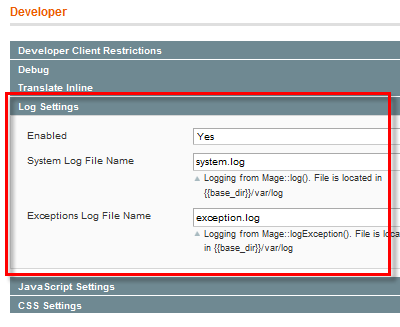 Developer
Developer Client Restrictions
Debug
Translate Inline
Log Settings
Enabled
Yes
System Log File Name
system.log
Logging from Mage::log(). File is located in
{{base_dir}}/var/log
Exceptions Log File Name
exception.log
Logging from Mage::logException(). File is loca
in {{base_dir}}/var/log
JavaScript Settings
CSS Settings